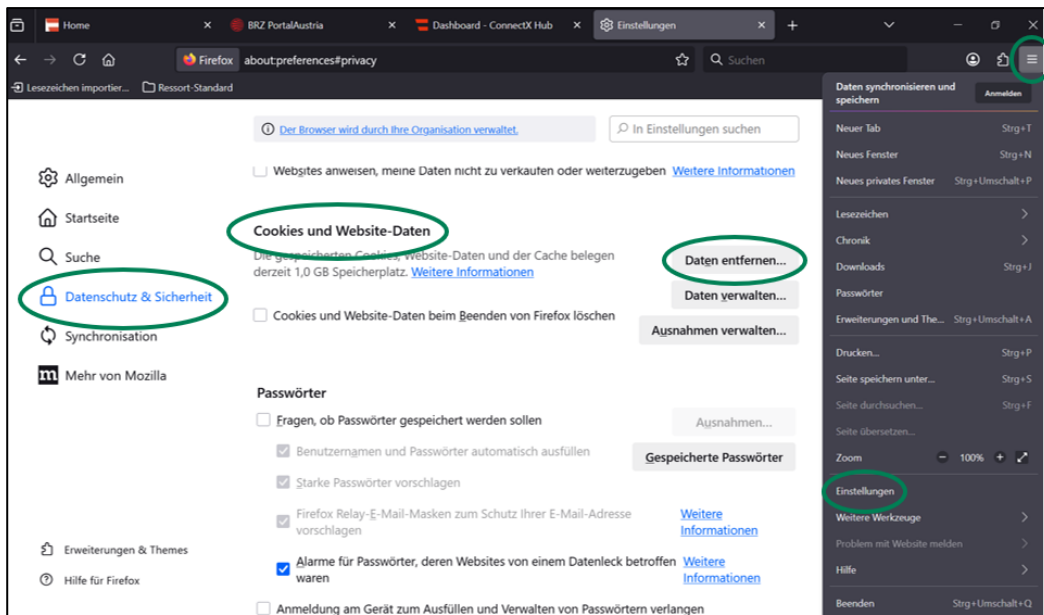 Home
BRZ PortalAustria
Dashboard - ConnectX Hub
Einstellungen
Firefox
about:preferences#privacy
Suchen
Lesezeichen importier...
Ressort-Standard
Der Browser wird durch Ihre Organisation verwaltet.
In Einstellungen suchen
Allgemein
Startseite
Suche
Datenschutz & Sicherheit
Synchronisation
Mehr von Mozilla
Erweiterungen & Themes
Hilfe für Firefox
Websites anweisen, meine Daten nicht zu verkaufen oder weiterzugeben Weitere Informationen
Cookies und Website-Daten
Die gespeicherten Cookies, Website-Daten und der Cache belegen
derzeit 1,0 GB Speicherplatz. Weitere Informationen
Daten entfernen...
Daten verwalten...
Cookies und Website-Daten beim Beenden von Firefox löschen
Ausnahmen verwalten...
Passwörter
Fragen, ob Passwörter gespeichert werden sollen
Ausnahmen...
Benutzernamen und Passwörter automatisch ausfüllen
Gespeicherte Passwörter
Starke Passwörter vorschlagen
Firefox Relay-E-Mail-Masken zum Schutz Ihrer E-Mail-Adresse
vorschlagen
Weitere
Informationen
Alarme für Passwörter, deren Websites von einem Datenleck betroffen
waren
Weitere
Informationen
Anmeldung am Gerät zum Ausfüllen und Verwalten von Passwörtern verlangen
Daten synchronisieren und
speichern
Anmelden
Neuer Tab Strg+T
Neues Fenster Strg+N
Neues privates Fenster Strg+Umschalt+P
Lesezeichen
Chronik
Downloads Strg+J
Passwörter
Erweiterungen und The... Strg+Umschalt+A
Drucken... Strg+P
Seite speichern unter... Strg+S
Seite durchsuchen... Strg+F
Seite übersetzen...
Zoom 100%
Einstellungen
Weitere Werkzeuge
Problem mit Website melden
Hilfe
Beenden Strg+Umschalt+Q